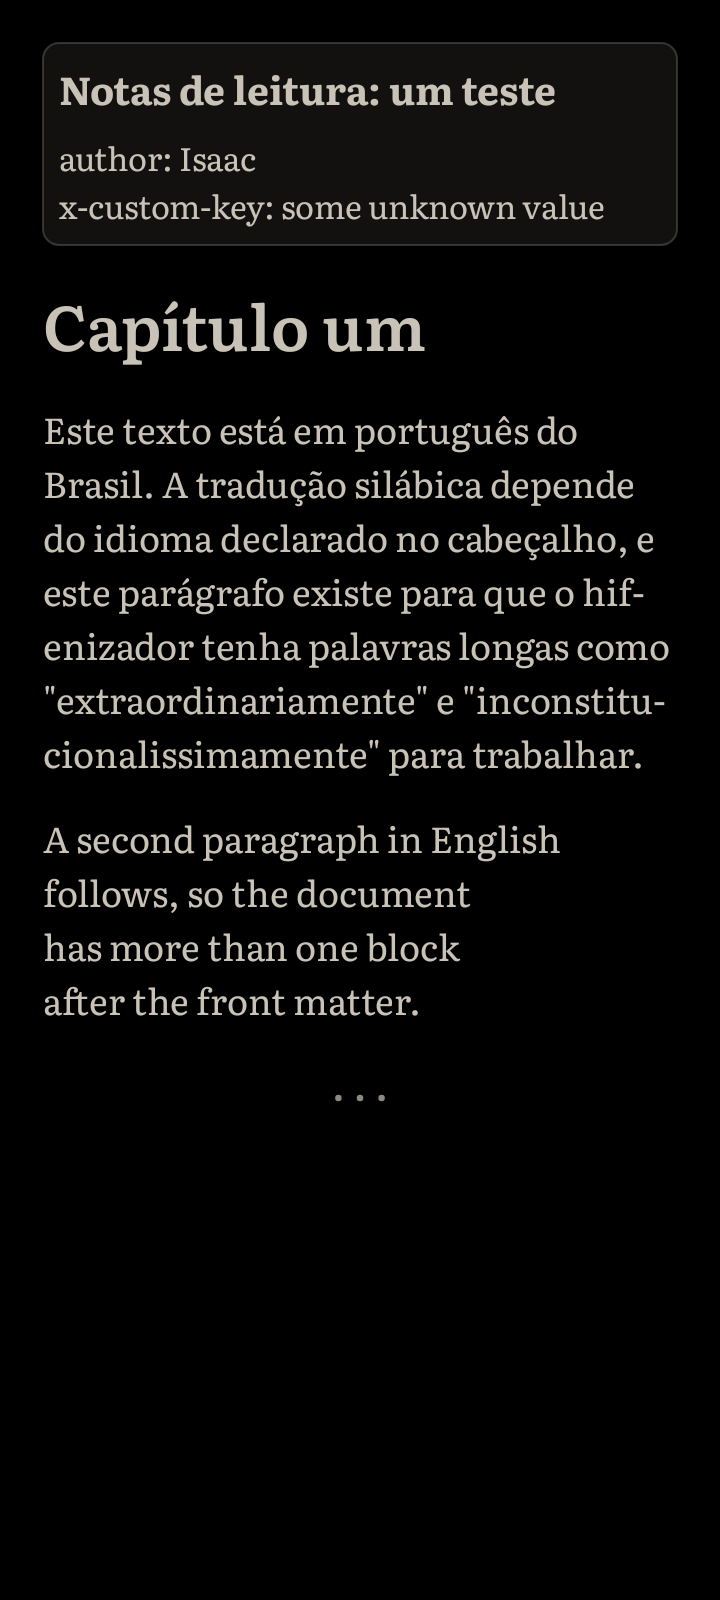 Notas de leitura: um teste
author: Isaac
x-custom-key: some unknown value
Capítulo um
Este texto está em português do
Brasil. A tradução silábica depende
do idioma declarado no cabeçalho, e
este parágrafo existe para que o hif-
enizador tenha palavras longas como
"extraordinariamente" e "inconstitu-
cionalissimamente" para trabalhar.
A second paragraph in English
follows, so the document
has more than one block
after the front matter.
· · ·